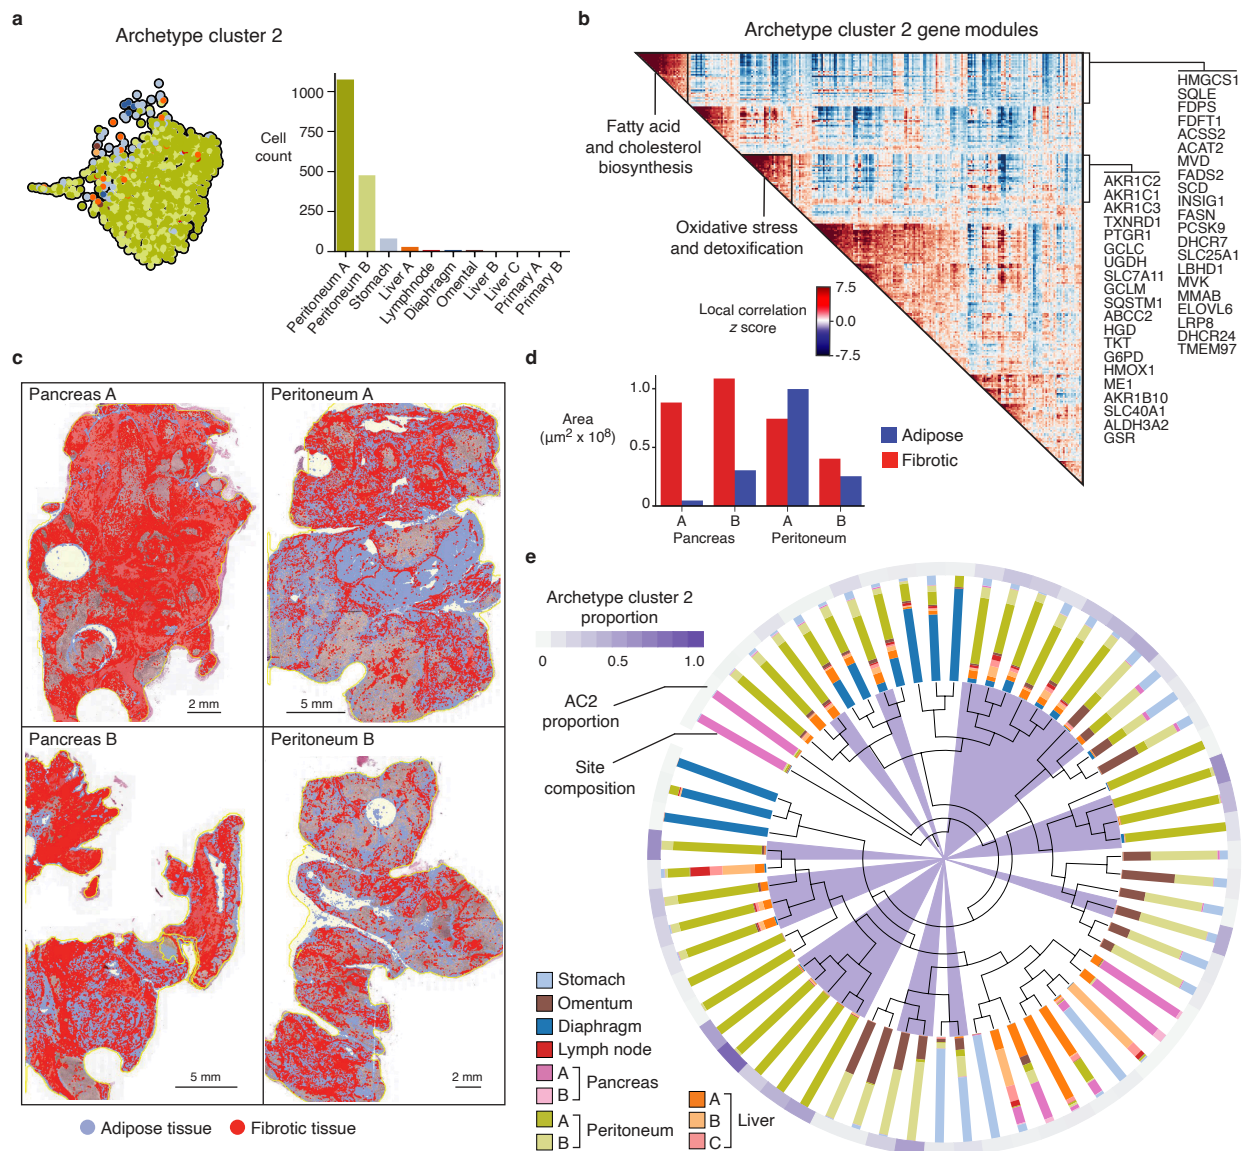 a
Archetype cluster 2
Cell
count
1000
750
500
250
0
Peritoneum A
Peritoneum B
Stomach
Liver A
Lymphnode
Diaphragm
Omental
Liver B
Liver C
Primary A
Primary B
b
Archetype cluster 2 gene modules
Fatty acid
and cholesterol
biosynthesis
Oxidative stress
and detoxification
Local correlation
z score
7.5
0.0
-7.5
AKR1C2
AKR1C1
AKR1C3
TXNRD1
PTGR1
GCLC
UGDH
SLC7A11
GCLM
SQSTM1
ABCC2
HGD
TKT
G6PD
HMOX1
ME1
AKR1B10
SLC40A1
ALDH3A2
GSR
HMGCS1
SQLE
FDPS
FDFT1
ACSS2
ACAT2
MVD
FADS2
SCD
INSIG1
FASN
PCSK9
DHCR7
SLC25A1
LBHD1
MVK
MMAB
ELOVL6
LRP8
DHCR24
TMEM97
c
Pancreas A
2 mm
Peritoneum A
5 mm
Pancreas B
5 mm
Peritoneum B
2 mm
Adipose tissue
Fibrotic tissue
d
Area
(µm² x 10⁸)
1.0
0.5
0
A
B
A
B
Pancreas
Peritoneum
Adipose
Fibrotic
e
Archetype cluster 2
proportion
0
0.5
1.0
AC2
proportion
Site
composition
Stomach
Omentum
Diaphragm
Lymph node
A
B
Pancreas
A
B
Peritoneum
A
B
C
Liver